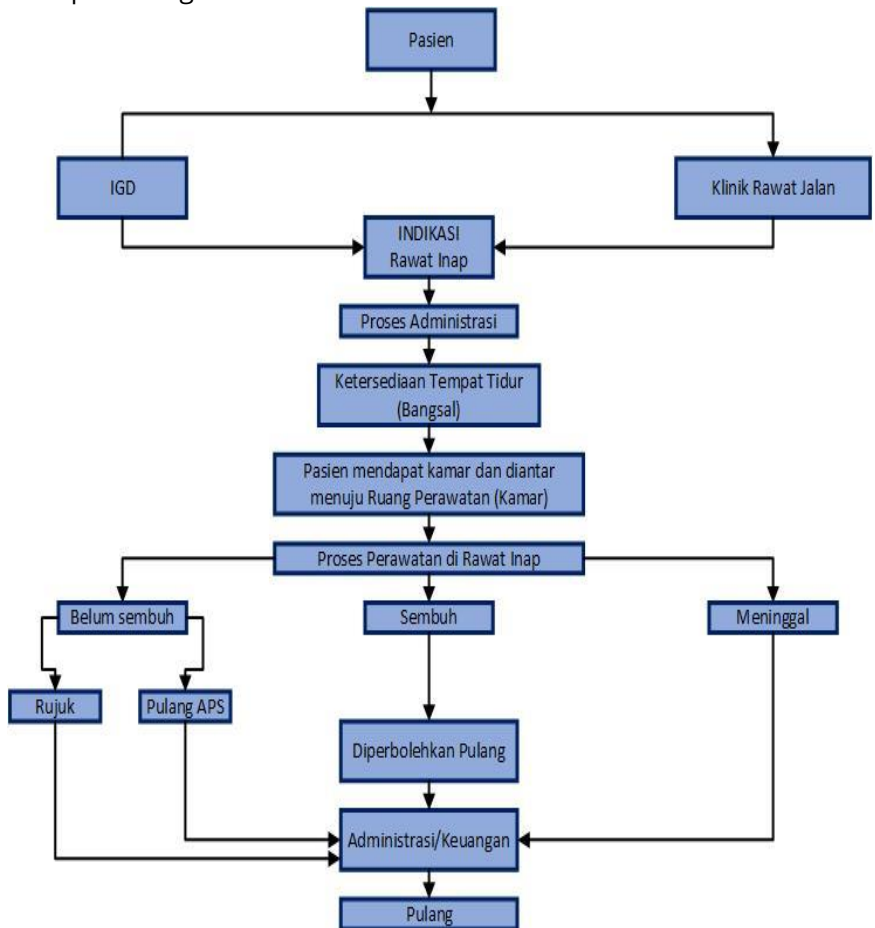 Pasien
IGD
Klinik Rawat Jalan
INDIKASI
Rawat Inap
Proses Administrasi
Ketersediaan Tempat Tidur
(Bangsal)
Pasien mendapat kamar dan diantar
menuju Ruang Perawatan (Kamar)
Proses Perawatan di Rawat Inap
Belum sembuh
Sembuh
Meninggal
Rujuk
Pulang APS
Diperbolehkan Pulang
Administrasi/Keuangan
Pulang